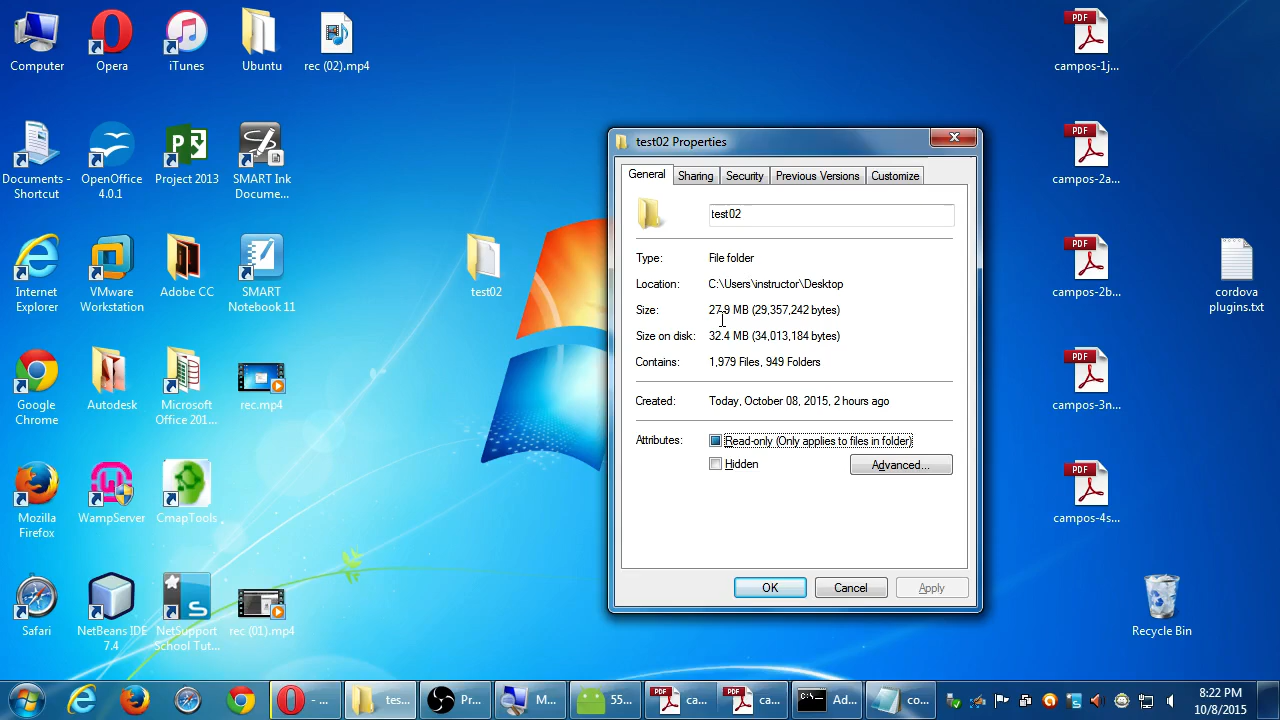 Computer
Opera
iTunes
Ubuntu
rec (02).mp4
Documents -
Shortcut
OpenOffice
4.0.1
Project 2013
SMART Ink
Docume...
Internet
Explorer
VMware
Workstation
Adobe CC
SMART
Notebook 11
Google
Chrome
Autodesk
Microsoft
Office 201...
rec.mp4
Mozilla
Firefox
WampServer
CmapTools
Safari
NetBeans IDE
7.4
NetSupport
School Tut...
rec (01).mp4
test02
test02 Properties
General
Sharing
Security
Previous Versions
Customize
test02
Type: File folder
Location: C:\Users\instructor\Desktop
Size: 27.9 MB (29,357,242 bytes)
Size on disk: 32.4 MB (34,013,184 bytes)
Contains: 1,979 Files, 949 Folders
Created: Today, October 08, 2015, 2 hours ago
Attributes: Read-only (Only applies to files in folder)
Hidden
Advanced...
OK
Cancel
Apply
PDF
campos-1j...
PDF
campos-2a...
PDF
campos-2b...
PDF
campos-3n...
PDF
campos-4s...
cordova
plugins.txt
Recycle Bin
- ...
tes...
Pr...
M...
55...
PDF
ca...
PDF
ca...
C:\
Ad...
co...
8:22 PM
10/8/2015